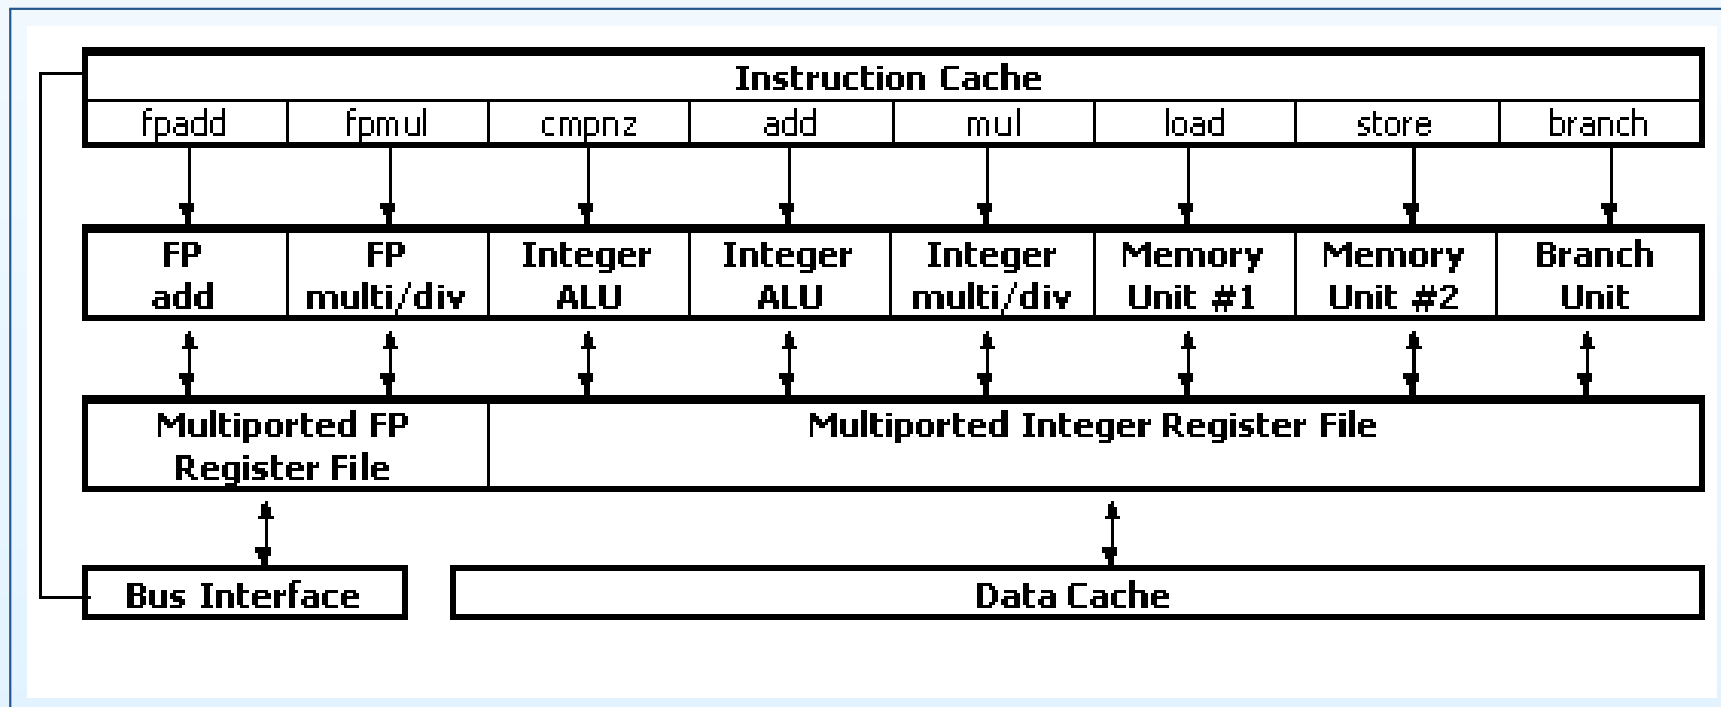 Instruction Cache
fpadd fpmul cmpnz add mul load store branch
FP FP Integer Integer Integer Memory Memory Branch
add multi/div ALU ALU multi/div Unit #1 Unit #2 Unit
Multiported FP Multiported Integer Register File
Register File
Bus Interface Data Cache